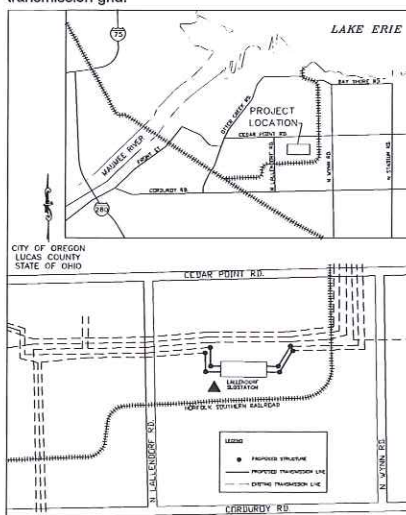 transmission grid.
75
LAKE ERIE
BAY SHORE RD.
OTTER CREEK RD.
PROJECT
LOCATION
CEDAR POINT RD.
MAUMEE RIVER
FRONT ST.
N LALLENDORF RD.
N WYNN RD.
N STADIUM RD.
CORDUROY RD.
280
CITY OF OREGON
LUCAS COUNTY
STATE OF OHIO
CEDAR POINT RD.
LALLENDORF
SUBSTATION
NORFOLK SOUTHERN RAILROAD
N LALLENDORF RD.
N WYNN RD.
LEGEND
PROPOSED STRUCTURE
PROPOSED TRANSMISSION LINE
EXISTING TRANSMISSION LINE
CORDUROY RD.